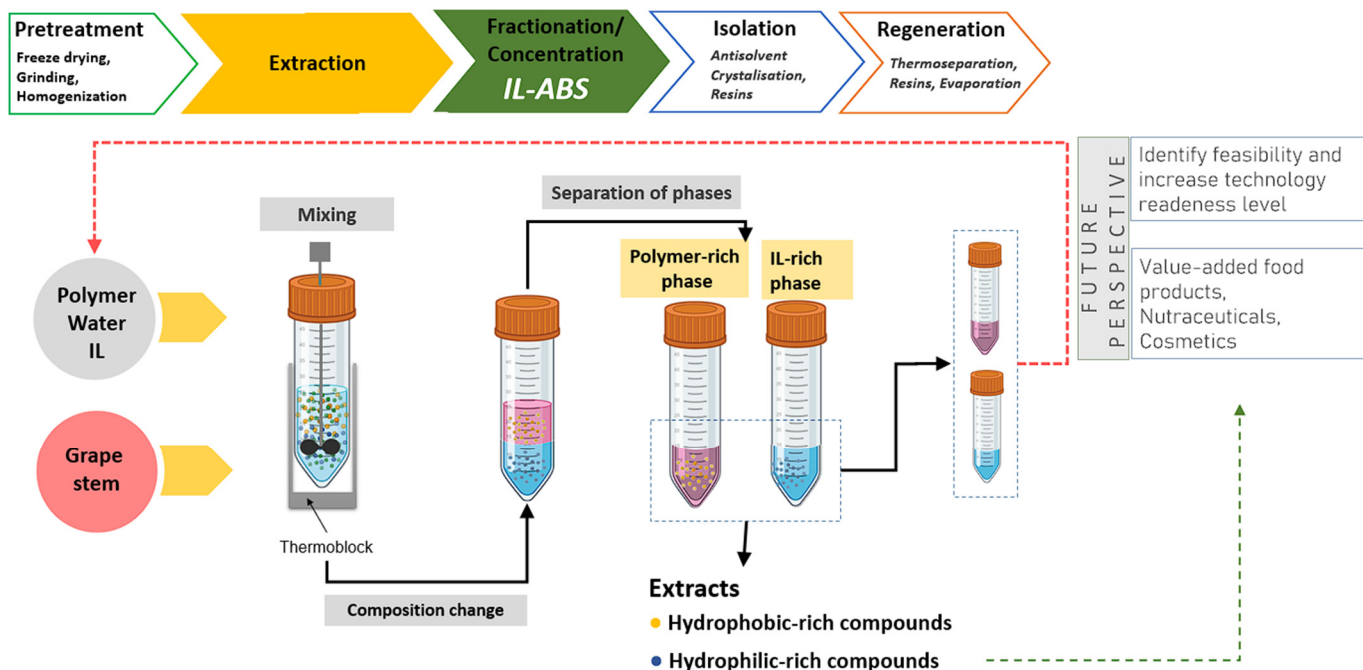 Pretreatment
Freeze drying,
Grinding,
Homogenization
Extraction
Fractionation/
Concentration
IL-ABS
Isolation
Antisolvent
Crystalisation,
Resins
Regeneration
Thermoseparation,
Resins, Evaporation
Mixing
Separation of phases
Polymer-rich
phase
IL-rich
phase
Polymer
Water
IL
Grape
stem
Thermoblock
Composition change
Extracts
Hydrophobic-rich compounds
Hydrophilic-rich compounds
FUTURE
PERSPECTIVE
Identify feasibility and
increase technology
readeness level
Value-added food
products,
Nutraceuticals,
Cosmetics